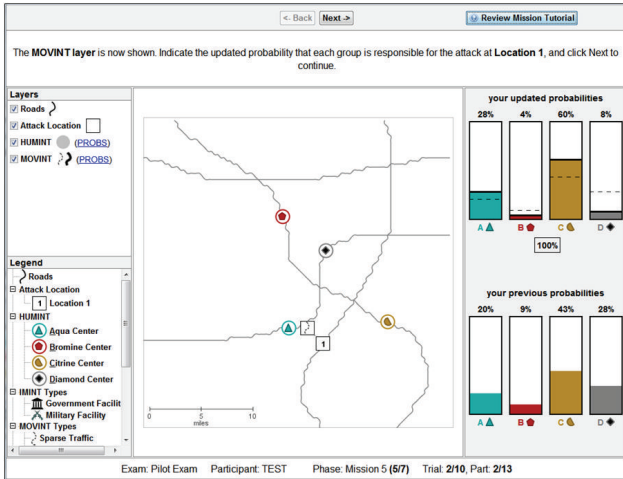 <- Back
Next ->
Review Mission Tutorial
The MOVINT layer is now shown. Indicate the updated probability that each group is responsible for the attack at Location 1, and click Next to
continue.
Layers
Roads
Attack Location
HUMINT (PROBS)
MOVINT (PROBS)
Legend
Roads
Attack Location
1 Location 1
HUMINT
Aqua Center
Bromine Center
Citrine Center
Diamond Center
IMINT Types
Government Facilit
Military Facility
MOVINT Types
Sparse Traffic
1
0 5 10
miles
your updated probabilities
28% 4% 60% 8%
A B C D
100%
your previous probabilities
20% 9% 43% 28%
A B C D
Exam: Pilot Exam Participant: TEST Phase: Mission 5 (5/7) Trial: 2/10, Part: 2/13